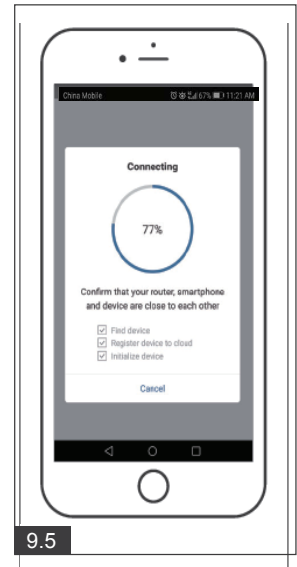 China Mobile 67% 11:21 AM
Connecting
77%
Confirm that your router, smartphone
and device are close to each other
Find device
Register device to cloud
Initialize device
Cancel
9.5